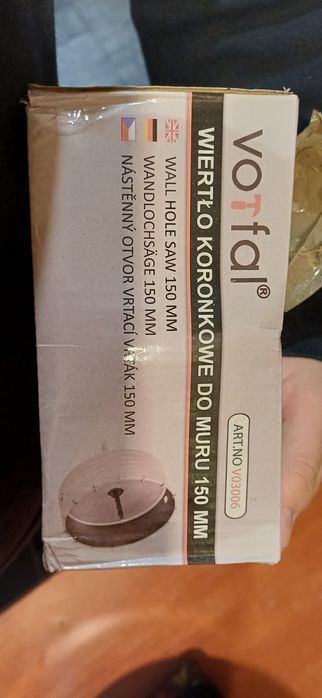 vorfal®
ART.NO V03006
WIERTŁO KORONKOWE DO MURU 150 MM
WALL HOLE SAW 150 MM
WANDLOCHSÄGE 150 MM
NÁSTĚNNÝ OTVOR VRTACÍ VRTÁK 150 MM